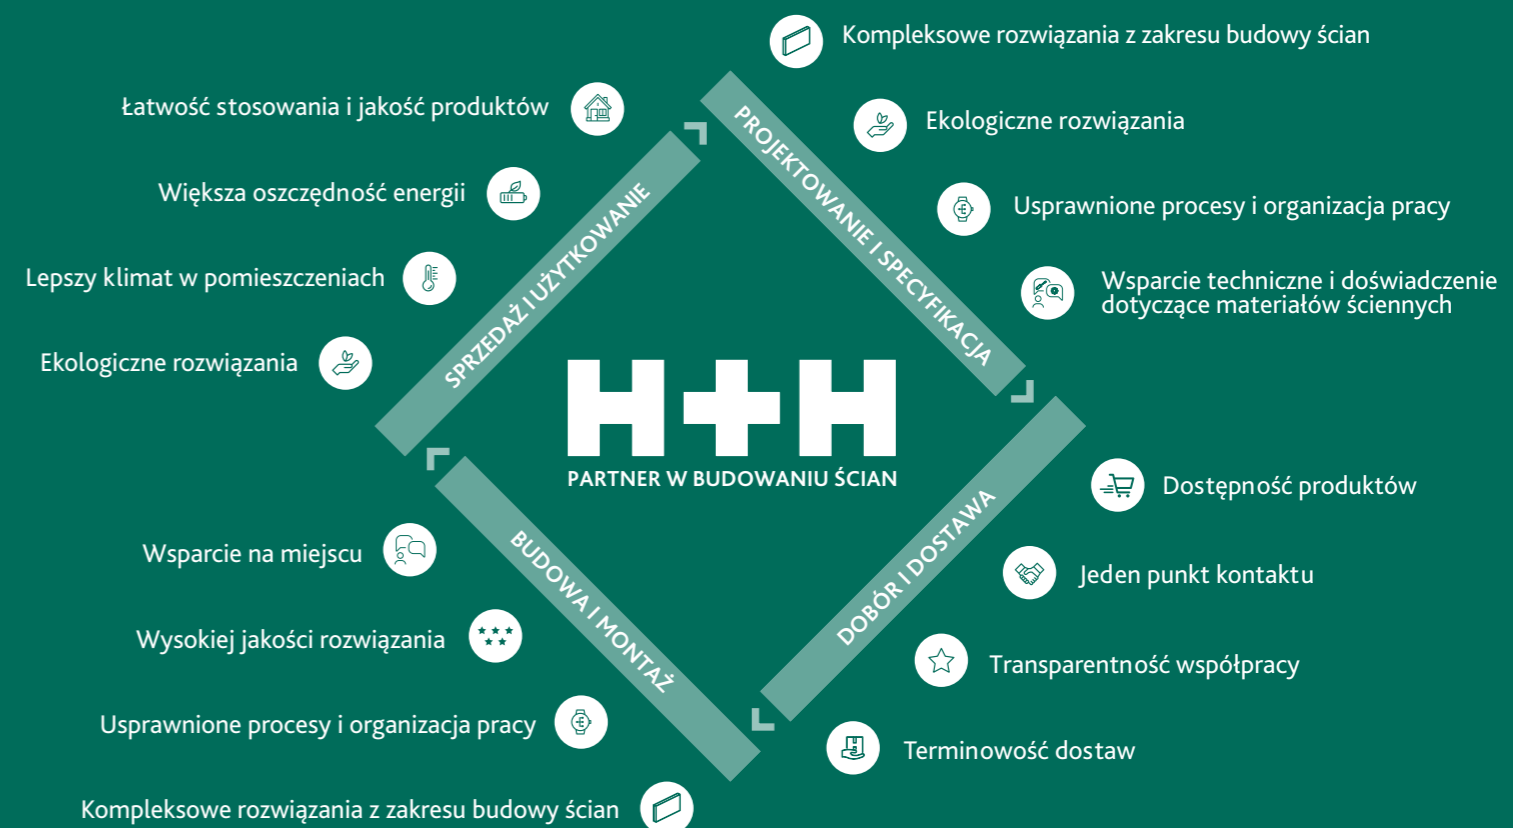 Kompleksowe rozwiązania z zakresu budowy ścian
Ekologiczne rozwiązania
Usprawnione procesy i organizacja pracy
Wsparcie techniczne i doświadczenie
dotyczące materiałów ściennych
PROJEKTOWANIE I SPECYFIKACJA
Dostępność produktów
Jeden punkt kontaktu
Transparentność współpracy
Terminowość dostaw
DOBÓR I DOSTAWA
Wsparcie na miejscu
Wysokiej jakości rozwiązania
Usprawnione procesy i organizacja pracy
Kompleksowe rozwiązania z zakresu budowy ścian
BUDOWA I MONTAŻ
Łatwość stosowania i jakość produktów
Większa oszczędność energii
Lepszy klimat w pomieszczeniach
Ekologiczne rozwiązania
SPRZEDAŻ I UŻYTKOWANIE
H+H
PARTNER W BUDOWANIU ŚCIAN